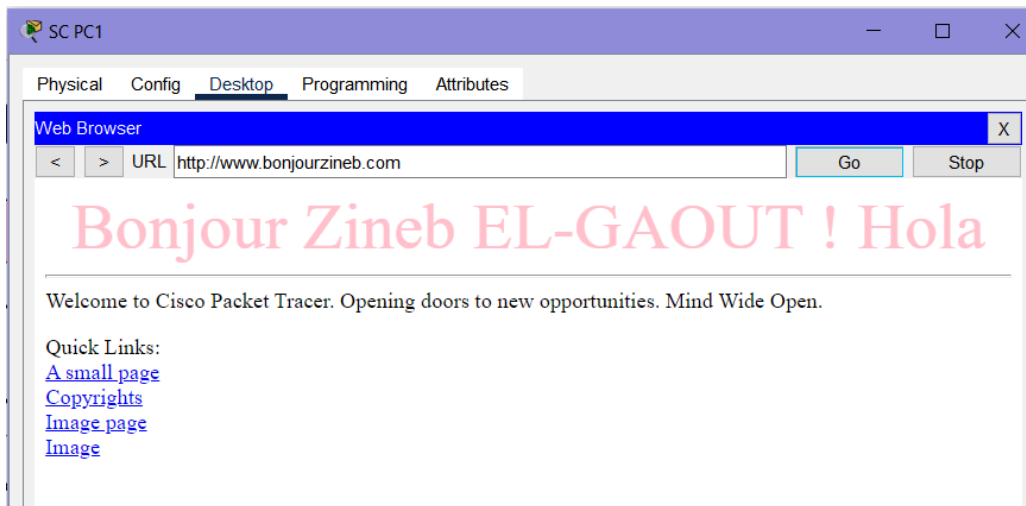 SC PC1
Physical Config Desktop Programming Attributes
Web Browser X
< > URL http://www.bonjourzineb.com Go Stop
Bonjour Zineb EL-GAOUT ! Hola
Welcome to Cisco Packet Tracer. Opening doors to new opportunities. Mind Wide Open.
Quick Links:
A small page
Copyrights
Image page
Image